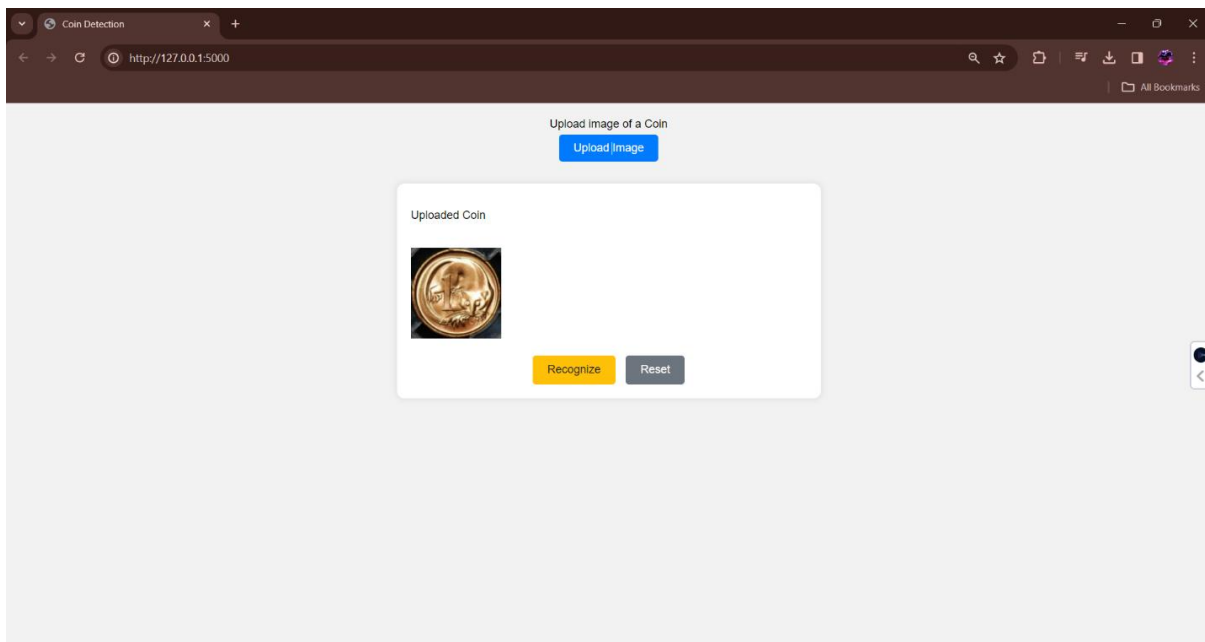 Coin Detection
http://127.0.0.1:5000
All Bookmarks
Upload image of a Coin
Upload Image
Uploaded Coin
1
Recognize Reset